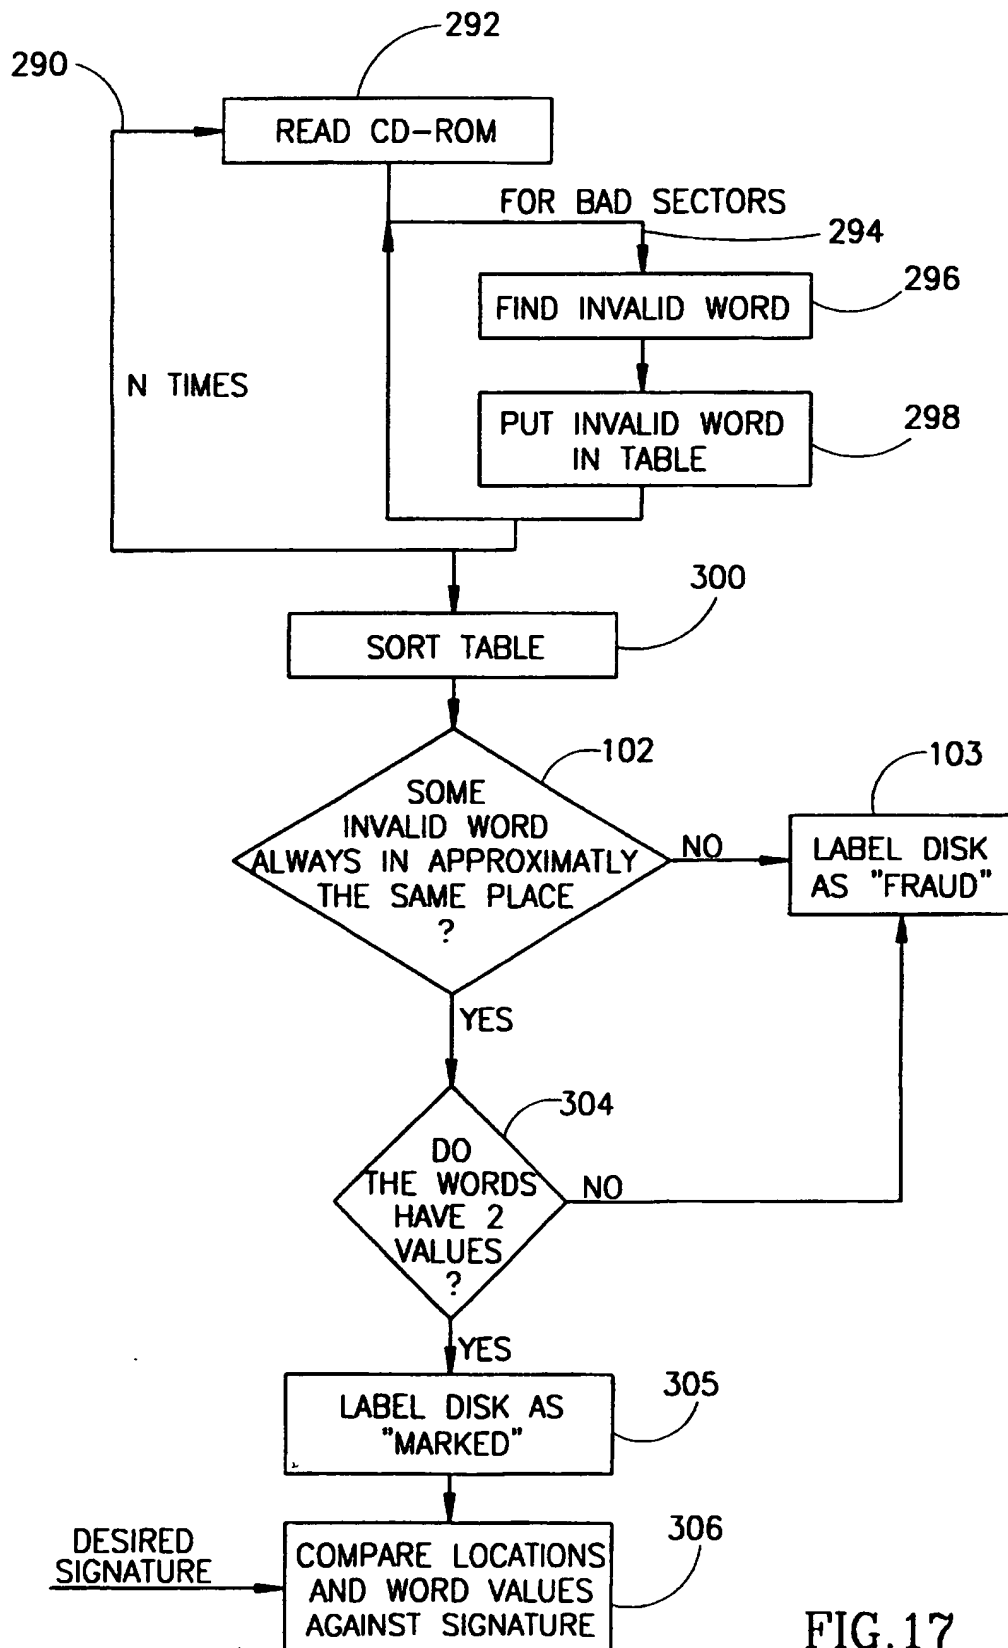 292
290
READ CD-ROM
FOR BAD SECTORS
294
296
FIND INVALID WORD
N TIMES
298
PUT INVALID WORD
IN TABLE
300
SORT TABLE
102
SOME
INVALID WORD
ALWAYS IN APPROXIMATLY
THE SAME PLACE
?
NO
103
LABEL DISK
AS "FRAUD"
YES
304
DO
THE WORDS
HAVE 2
VALUES
?
NO
YES
305
LABEL DISK AS
"MARKED"
306
DESIRED
SIGNATURE
COMPARE LOCATIONS
AND WORD VALUES
AGAINST SIGNATURE
FIG.17